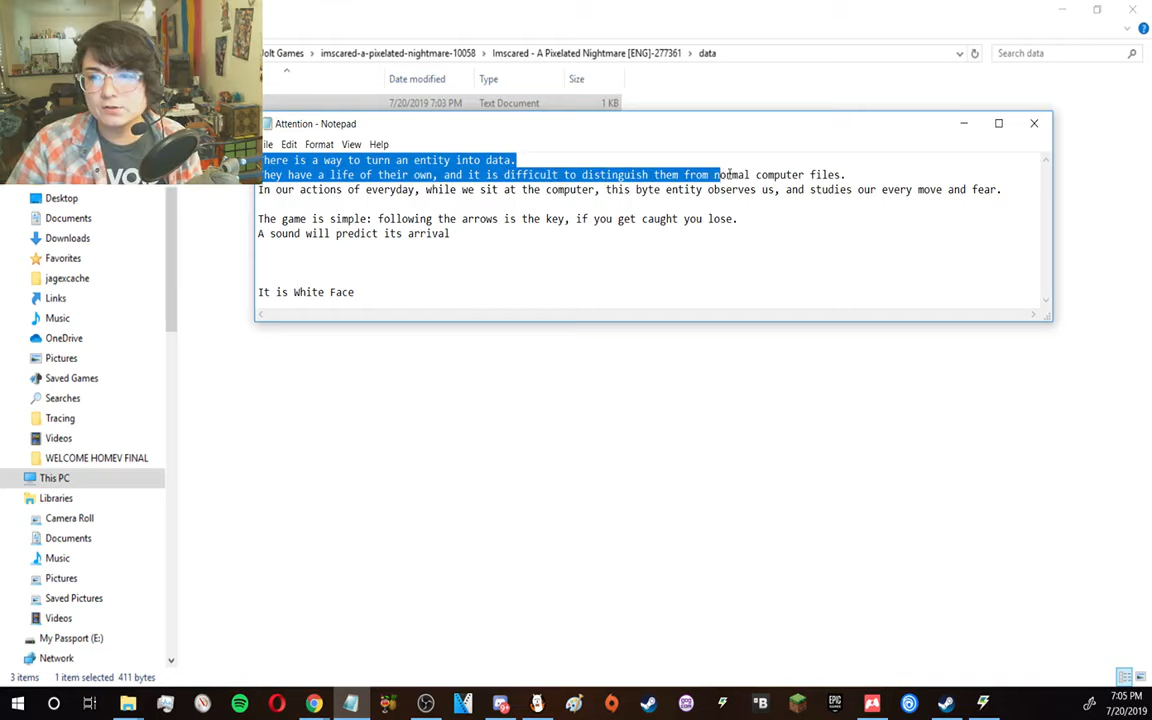 olt Games > imscared-a-pixelated-nightmare-10058 > Imscared - A Pixelated Nightmare [ENG]-277361 > data
Search data
Date modified Type Size
7/20/2019 7:03 PM Text Document 1 KB
Attention - Notepad
ile Edit Format View Help
here is a way to turn an entity into data.
hey have a life of their own, and it is difficult to distinguish them from normal computer files.
In our actions of everyday, while we sit at the computer, this byte entity observes us, and studies our every move and fear.
The game is simple: following the arrows is the key, if you get caught you lose.
A sound will predict its arrival
It is White Face
Desktop
Documents
Downloads
Favorites
jagexcache
Links
Music
OneDrive
Pictures
Saved Games
Searches
Tracing
Videos
WELCOME HOMEV FINAL
This PC
Libraries
Camera Roll
Documents
Music
Pictures
Saved Pictures
Videos
My Passport (E:)
Network
3 items 1 item selected 411 bytes
7:05 PM
7/20/2019